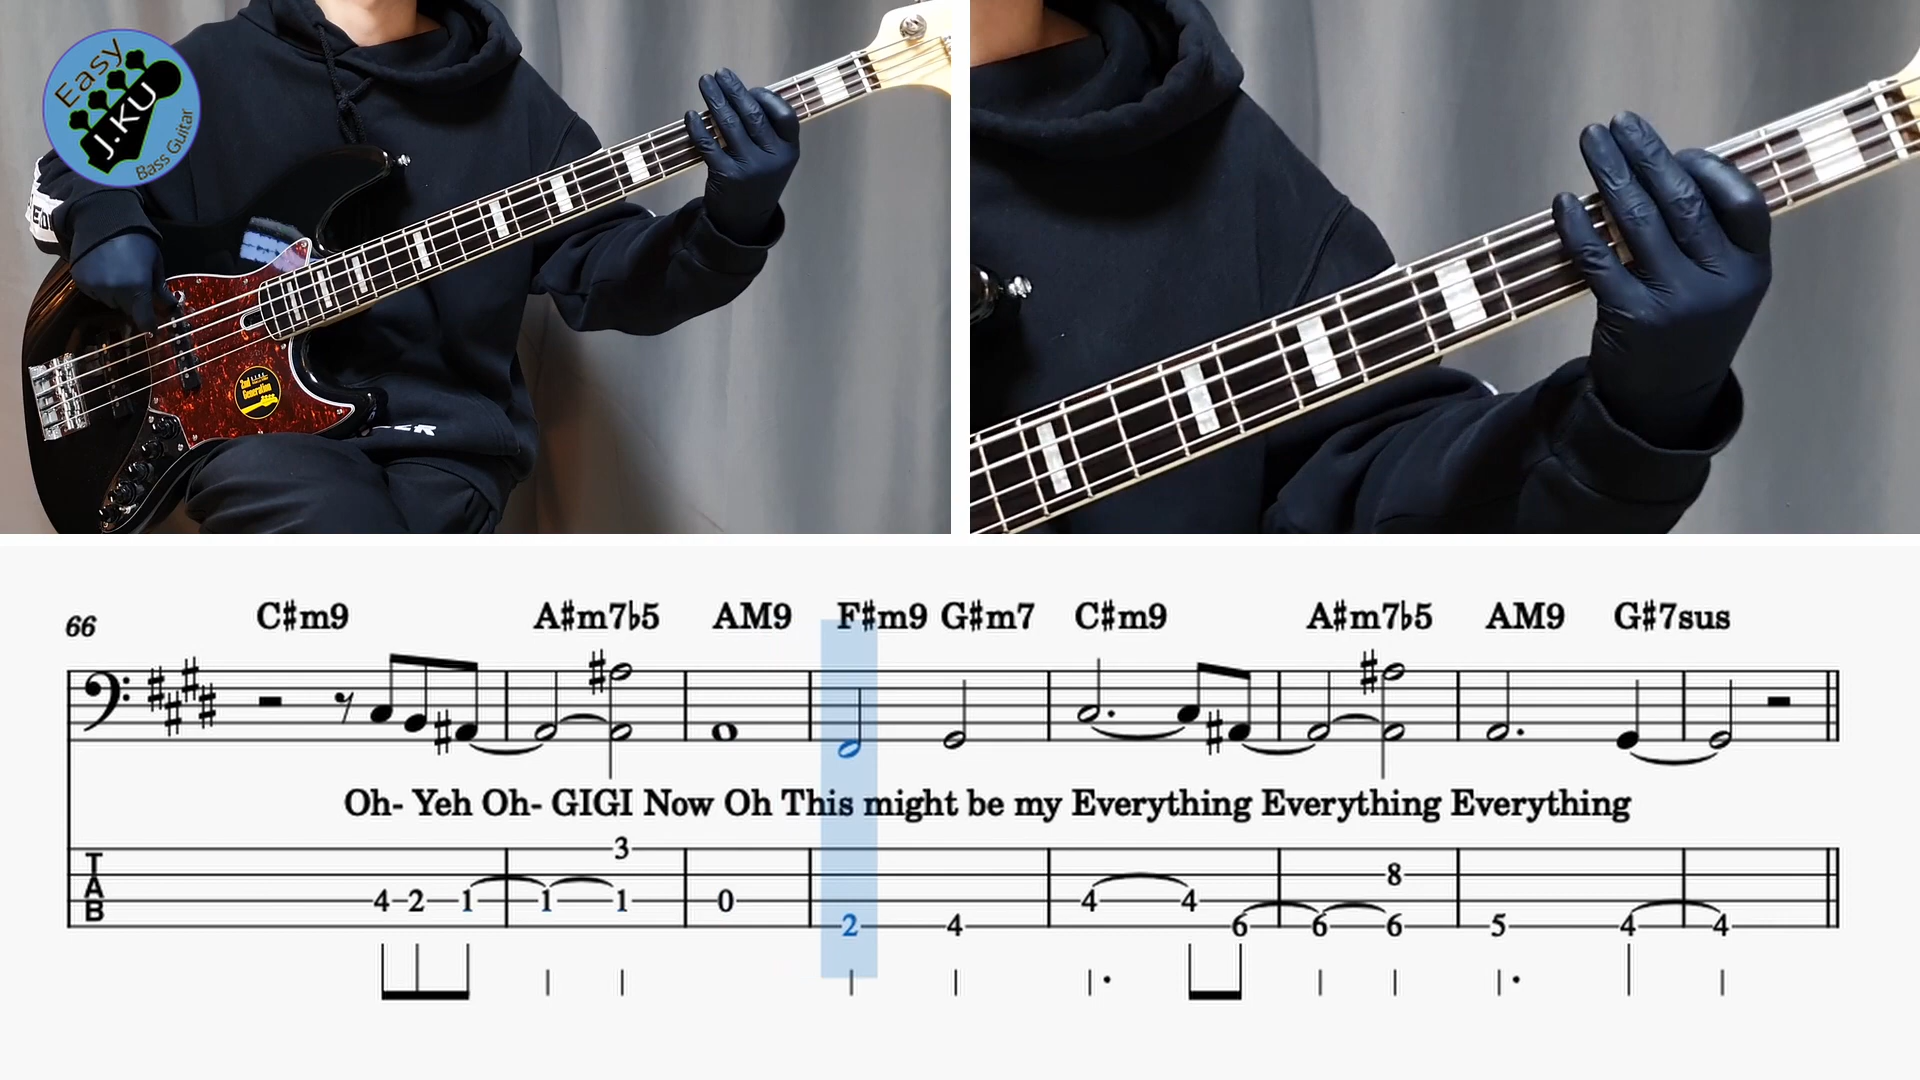 Easy
J.KU
Bass Guitar
2nd
Generation
66 C#m9 A#m7♭5 AM9 F#m9 G#m7 C#m9 A#m7♭5 AM9 G#7sus
Oh- Yeh Oh- GIGI Now Oh This might be my Everything Everything Everything
T
A
B
3
8
4 2 1 1 1 0 4 4
2 4 6 6 6 5 4 4